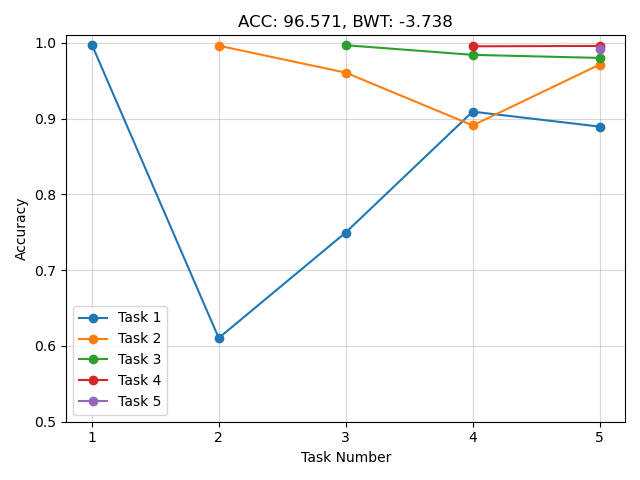 ACC: 96.571, BWT: -3.738
1.0
0.9
0.8
0.7
0.6
0.5
Accuracy
Task 1
Task 2
Task 3
Task 4
Task 5
1 2 3 4 5
Task Number